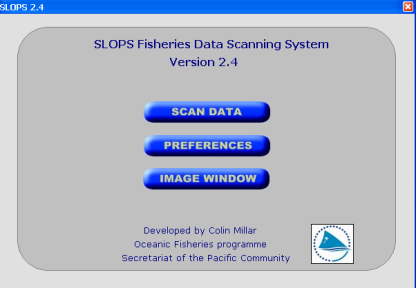 SLOPS 2.4
SLOPS Fisheries Data Scanning System
Version 2.4
SCAN DATA
PREFERENCES
IMAGE WINDOW
Developed by Colin Millar
Oceanic Fisheries programme
Secretariat of the Pacific Community